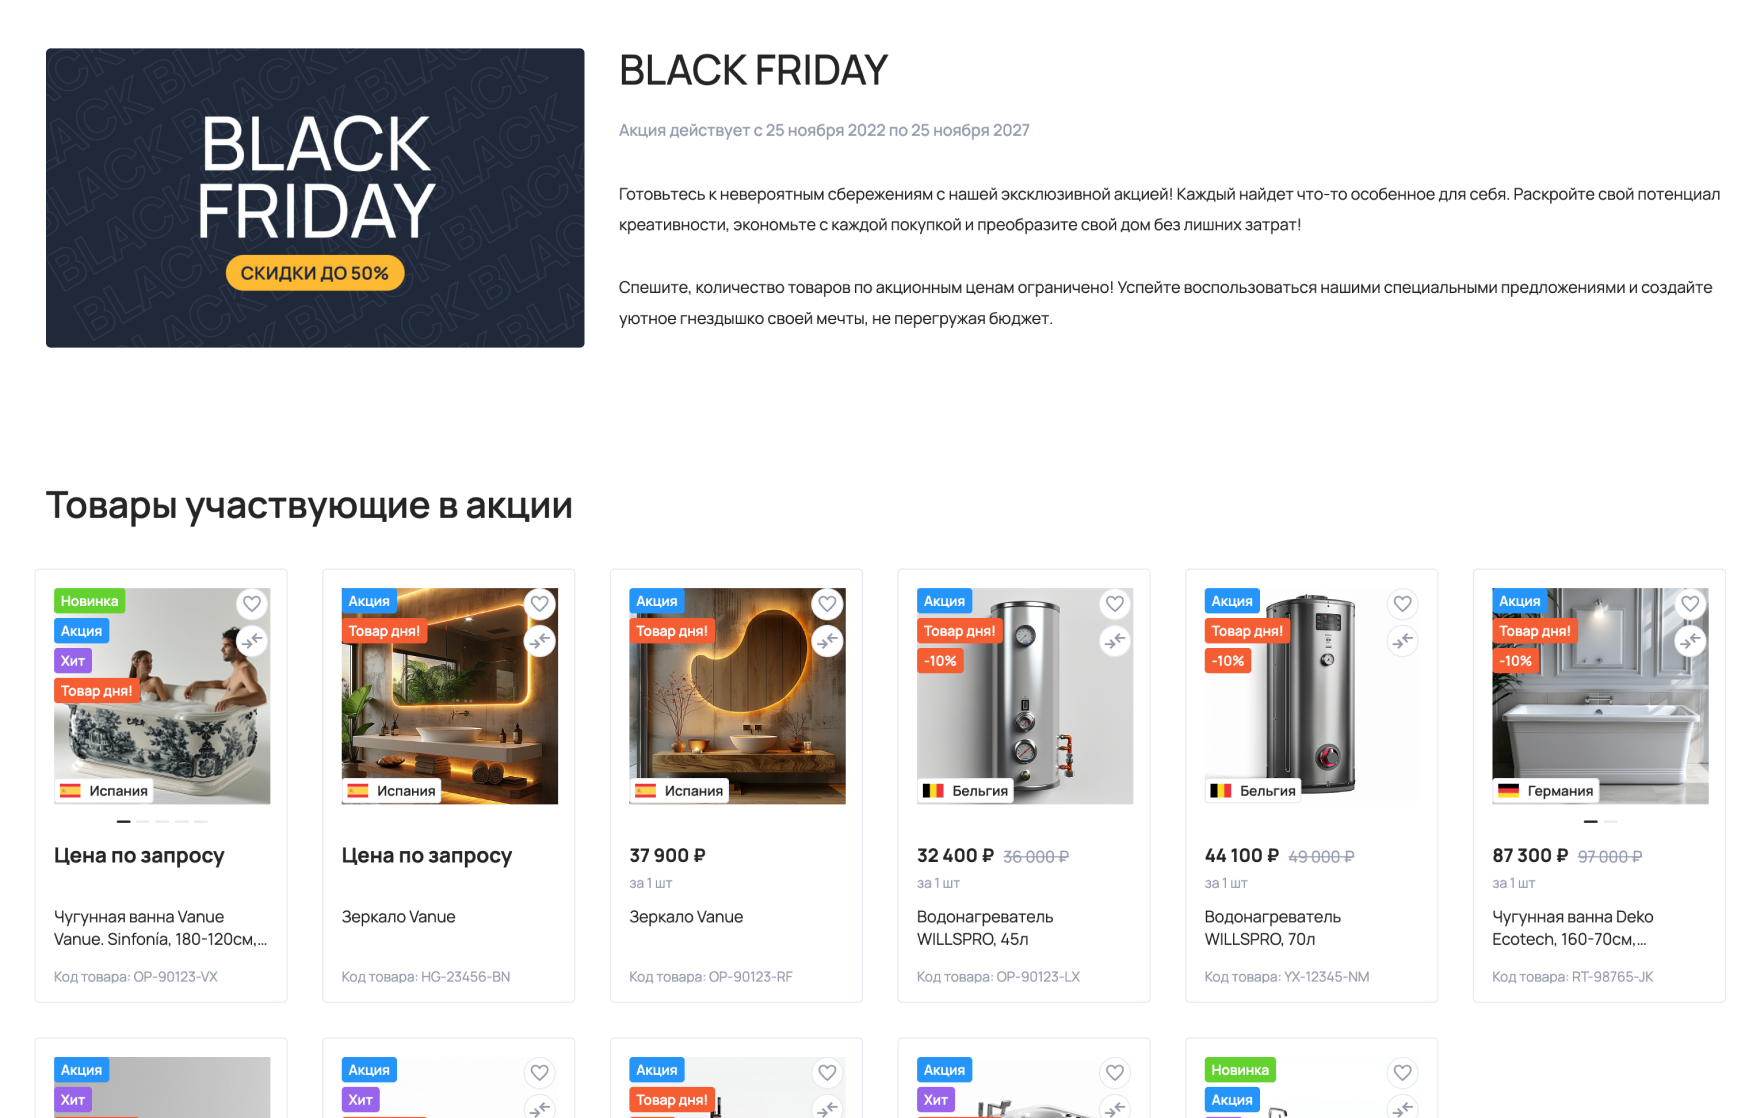 BLACK
FRIDAY
СКИДКИ ДО 50%
BLACK FRIDAY
Акция действует с 25 ноября 2022 по 25 ноября 2027
Готовьтесь к невероятным сбережениям с нашей эксклюзивной акцией! Каждый найдет что-то особенное для себя. Раскройте свой потенциал
креативности, экономьте с каждой покупкой и преобразите свой дом без лишних затрат!
Спешите, количество товаров по акционным ценам ограничено! Успейте воспользоваться нашими специальными предложениями и создайте
уютное гнездышко своей мечты, не перегружая бюджет.
Товары участвующие в акции
Новинка
Акция
Хит
Товар дня!
Испания
Цена по запросу
Чугунная ванна Vanue
Vanue. Sinfonía, 180-120см,...
Код товара: OP-90123-VX
Акция
Товар дня!
Испания
Цена по запросу
Зеркало Vanue
Код товара: HG-23456-BN
Акция
Товар дня!
Испания
37 900 ₽
за 1 шт
Зеркало Vanue
Код товара: OP-90123-RF
Акция
Товар дня!
-10%
Бельгия
32 400 ₽ 36 000 ₽
за 1 шт
Водонагреватель
WILLSPRO, 45л
Код товара: OP-90123-LX
Акция
Товар дня!
-10%
Бельгия
44 100 ₽ 49 000 ₽
за 1 шт
Водонагреватель
WILLSPRO, 70л
Код товара: YX-12345-NM
Акция
Товар дня!
-10%
Германия
87 300 ₽ 97 000 ₽
за 1 шт
Чугунная ванна Deko
Ecotech, 160-70см,...
Код товара: RT-98765-JK
Акция
Хит
Акция
Хит
Акция
Товар дня!
Акция
Хит
Новинка
Акция